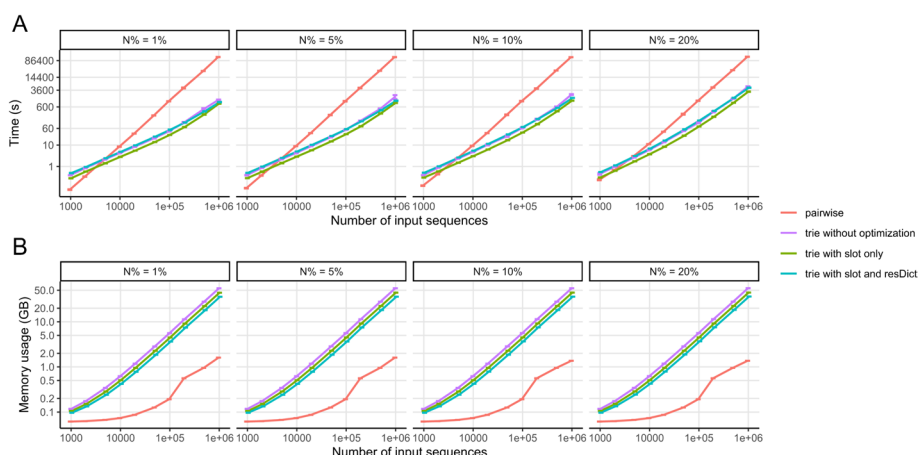 A
N% = 1% N% = 5% N% = 10% N% = 20%
Time (s)
86400
14400
3600
600
60
10
1
1000 10000 1e+05 1e+06 1000 10000 1e+05 1e+06 1000 10000 1e+05 1e+06 1000 10000 1e+05 1e+06
Number of input sequences
pairwise
trie without optimization
trie with slot only
trie with slot and resDict
B
N% = 1% N% = 5% N% = 10% N% = 20%
Memory usage (GB)
50.0
20.0
10.0
5.0
2.0
1.0
0.5
0.2
0.1
1000 10000 1e+05 1e+06 1000 10000 1e+05 1e+06 1000 10000 1e+05 1e+06 1000 10000 1e+05 1e+06
Number of input sequences